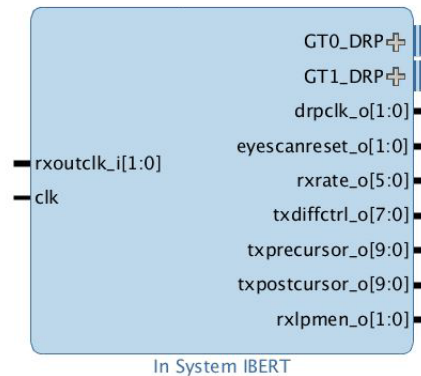 GT0_DRP
GT1_DRP
drpclk_o[1:0]
eyescanreset_o[1:0]
rxoutclk_i[1:0]
rxrate_o[5:0]
clk
txdiffctrl_o[7:0]
txprecursor_o[9:0]
txpostcursor_o[9:0]
rxlpmen_o[1:0]
In System IBERT